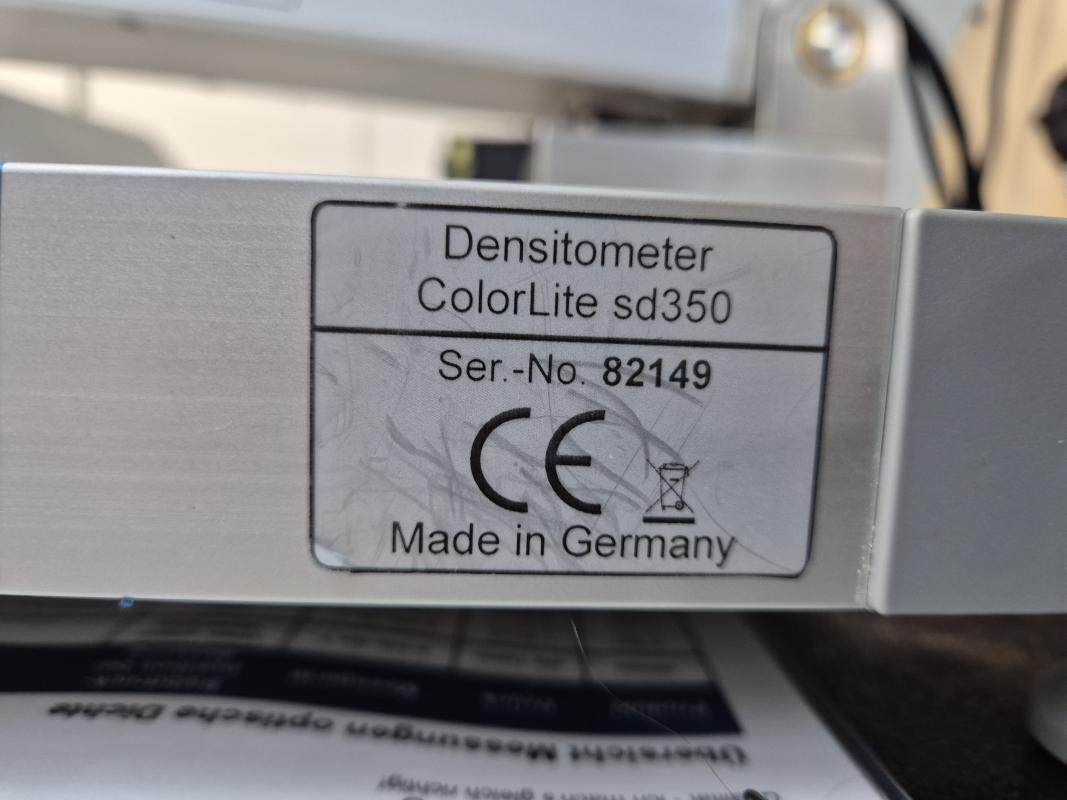 Densitometer
ColorLite sd350
Ser.-No. 82149
CE
Made in Germany
Übersicht Messungen optische Dichte